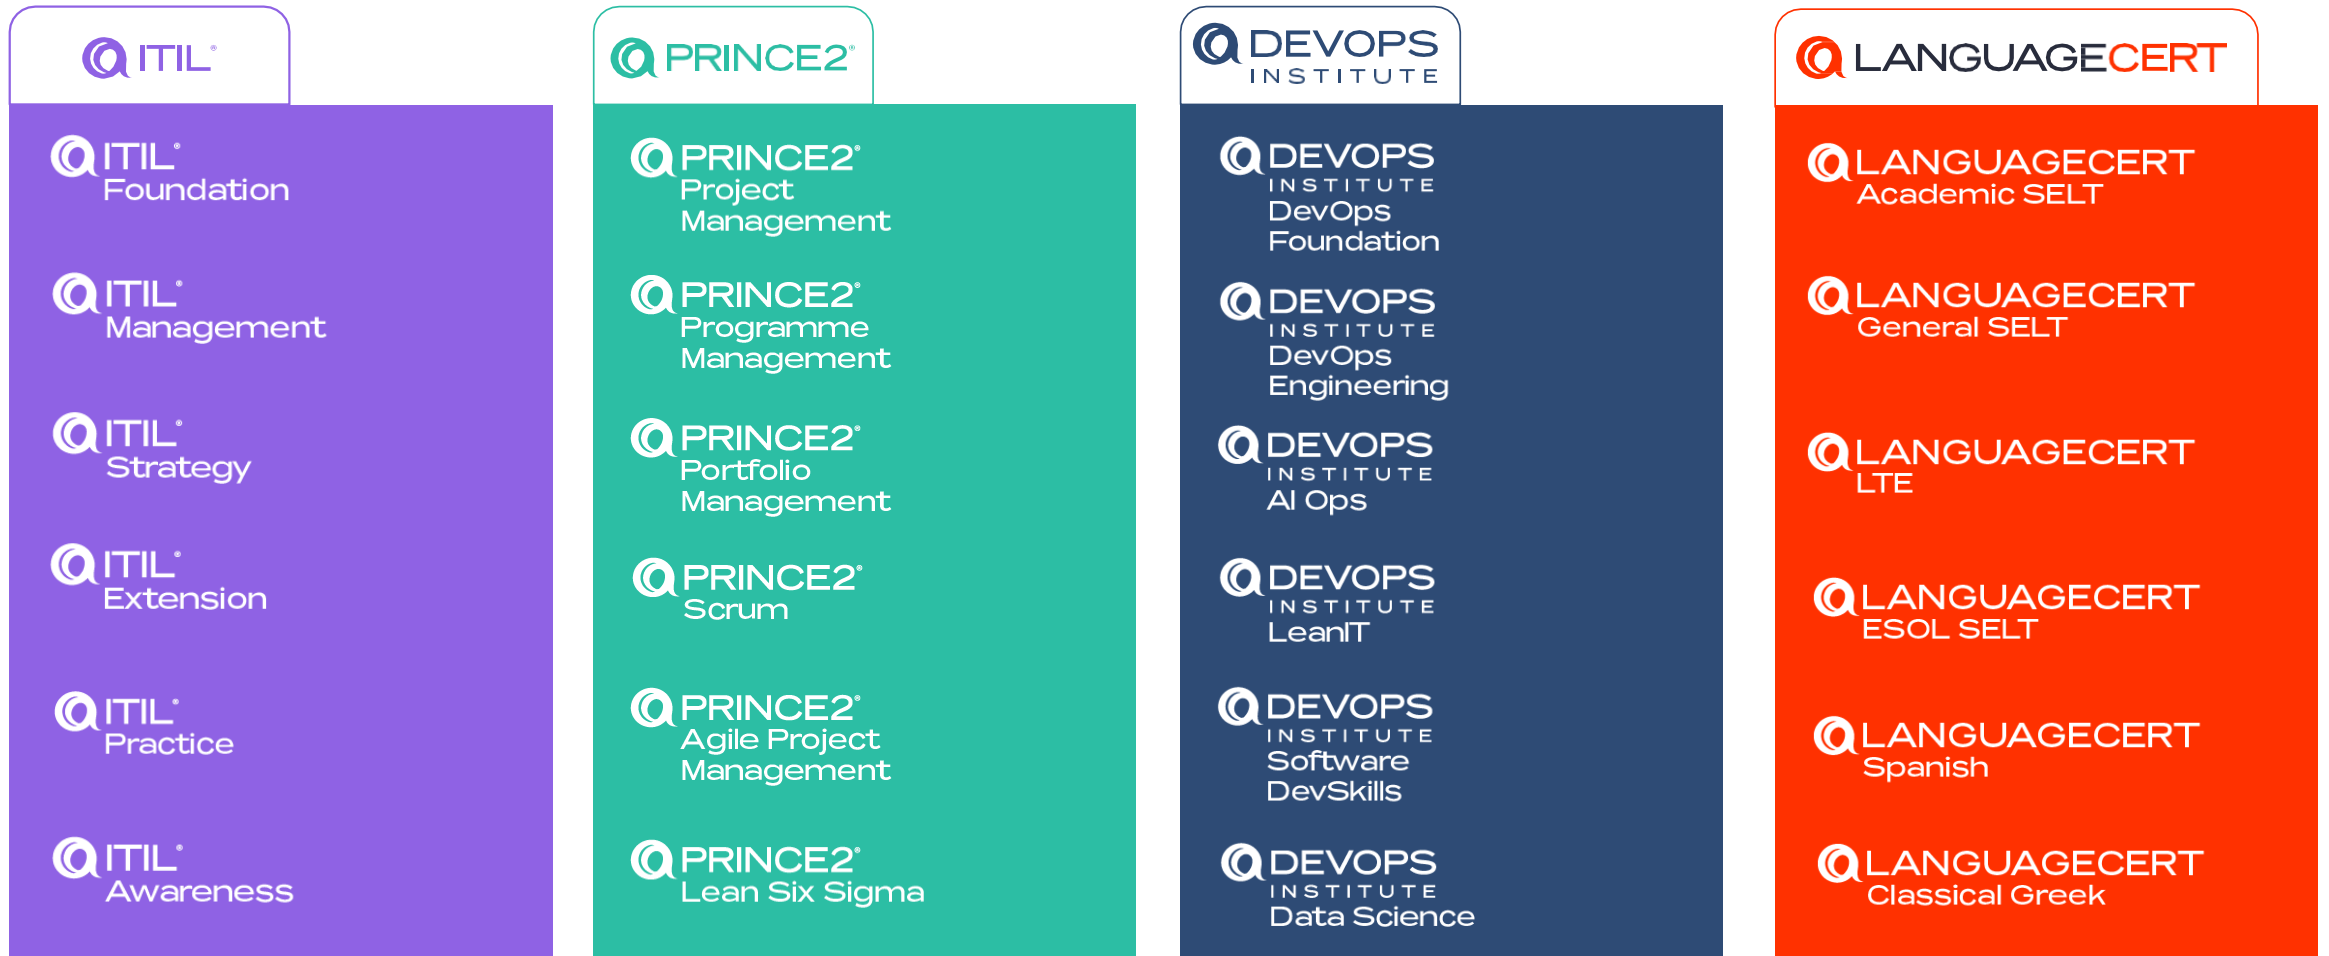 ITIL®
ITIL®
Foundation
ITIL®
Management
ITIL®
Strategy
ITIL®
Extension
ITIL®
Practice
ITIL®
Awareness
PRINCE2®
PRINCE2®
Project
Management
PRINCE2®
Programme
Management
PRINCE2®
Portfolio
Management
PRINCE2®
Scrum
PRINCE2®
Agile Project
Management
PRINCE2®
Lean Six Sigma
DEVOPS
INSTITUTE
DEVOPS
INSTITUTE
DevOps
Foundation
DEVOPS
INSTITUTE
DevOps
Engineering
DEVOPS
INSTITUTE
AI Ops
DEVOPS
INSTITUTE
LeanIT
DEVOPS
INSTITUTE
Software
DevSkills
DEVOPS
INSTITUTE
Data Science
LANGUAGECERT
LANGUAGECERT
Academic SELT
LANGUAGECERT
General SELT
LANGUAGECERT
LTE
LANGUAGECERT
ESOL SELT
LANGUAGECERT
Spanish
LANGUAGECERT
Classical Greek